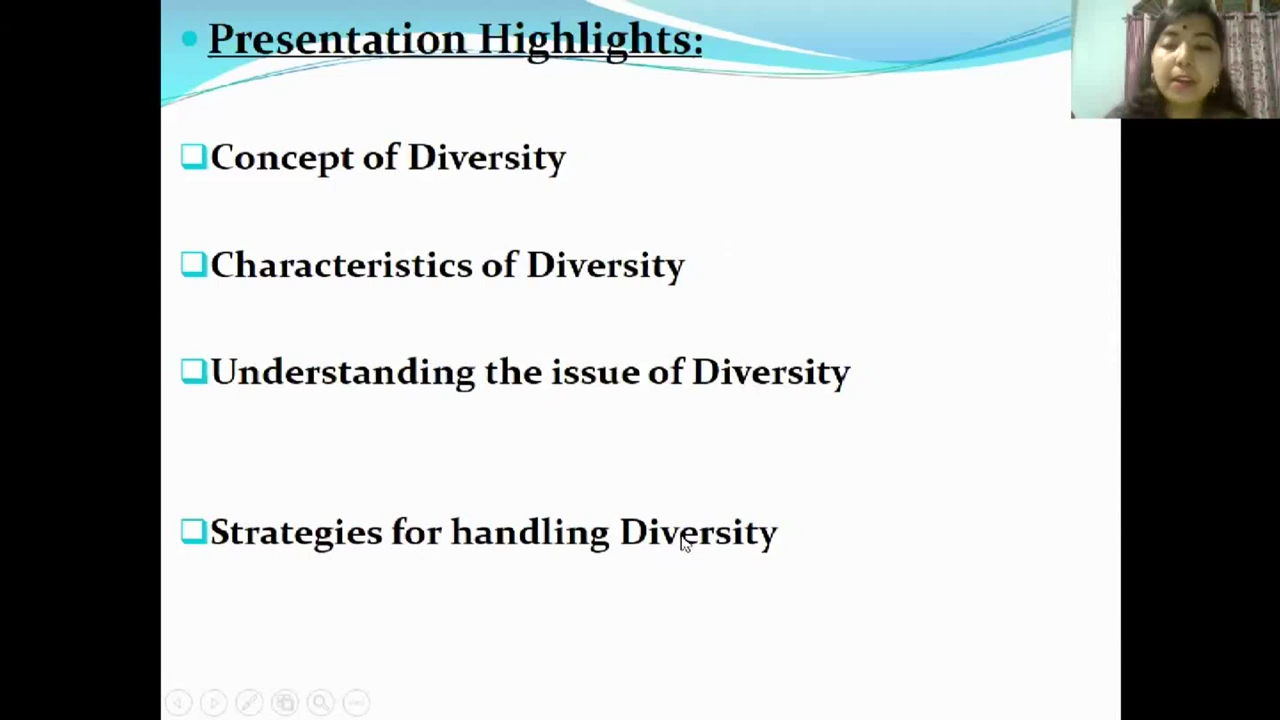 Presentation Highlights:
Concept of Diversity
Characteristics of Diversity
Understanding the issue of Diversity
Strategies for handling Diversity